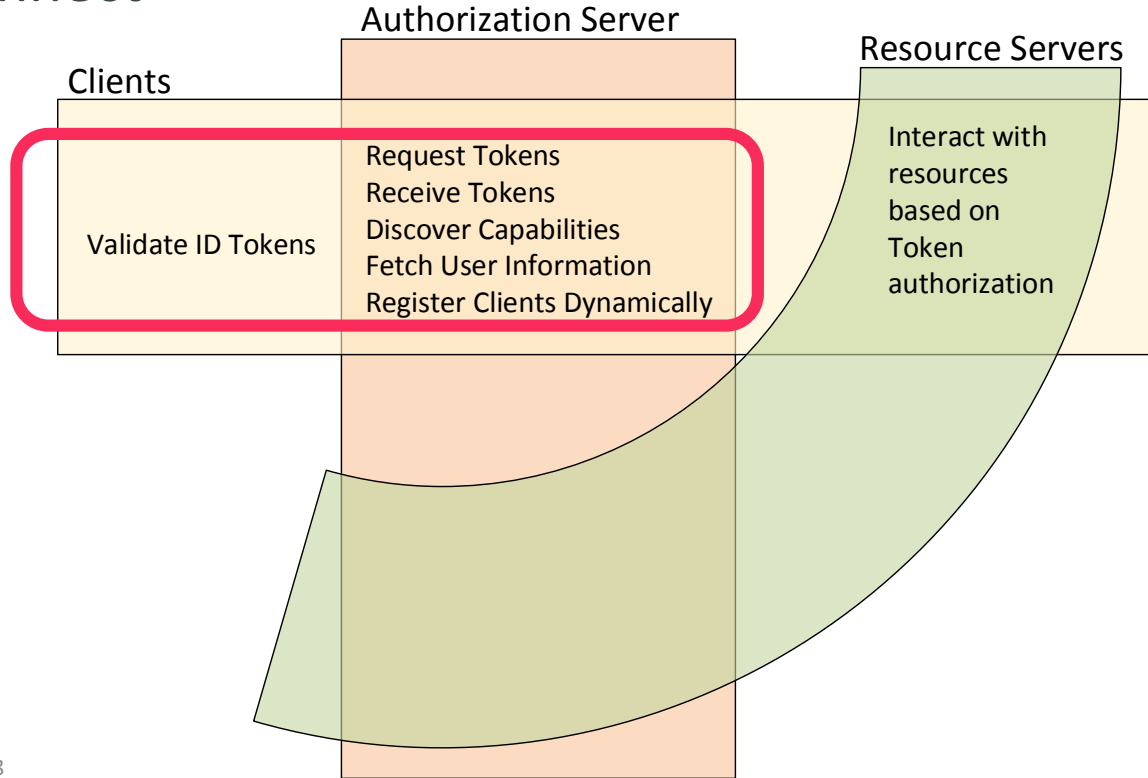 Authorization Server
Resource Servers
Clients
Request Tokens
Receive Tokens
Discover Capabilities
Fetch User Information
Register Clients Dynamically
Validate ID Tokens
Interact with
resources
based on
Token
authorization